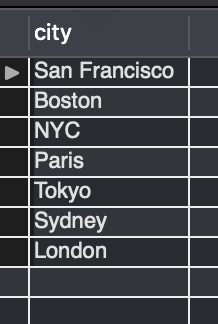 city
San Francisco
Boston
NYC
Paris
Tokyo
Sydney
London